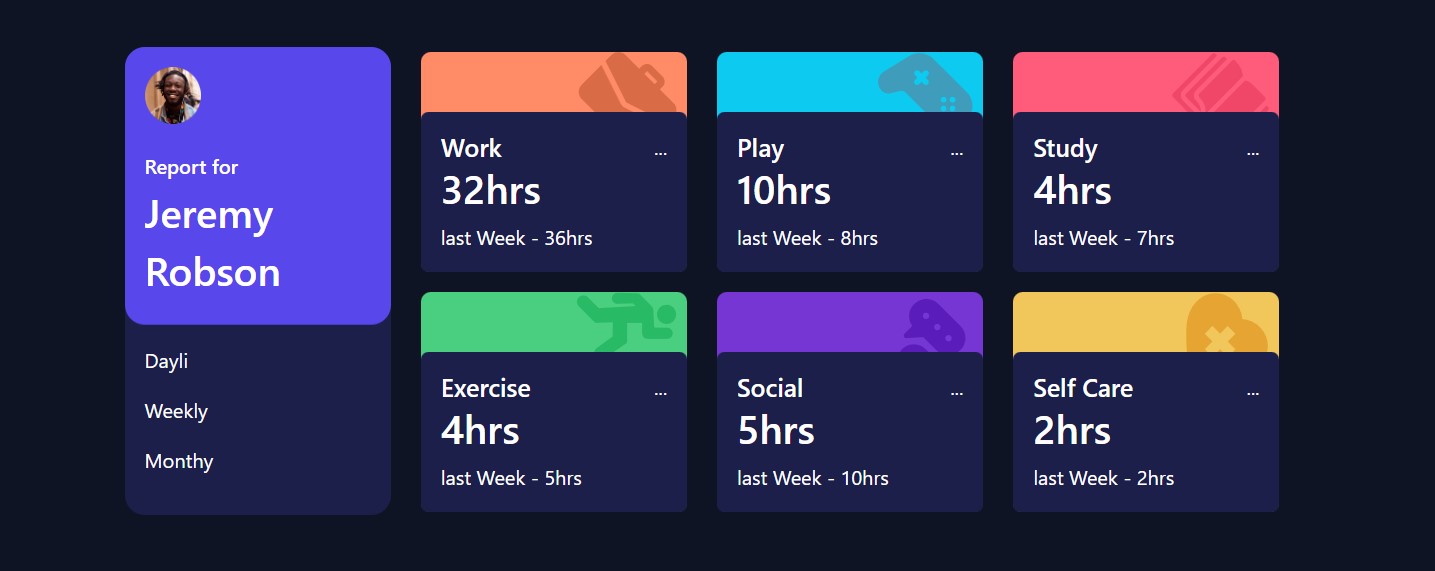 Report for
Jeremy
Robson
Dayli
Weekly
Monthy
Work ...
32hrs
last Week - 36hrs
Play ...
10hrs
last Week - 8hrs
Study ...
4hrs
last Week - 7hrs
Exercise ...
4hrs
last Week - 5hrs
Social ...
5hrs
last Week - 10hrs
Self Care ...
2hrs
last Week - 2hrs